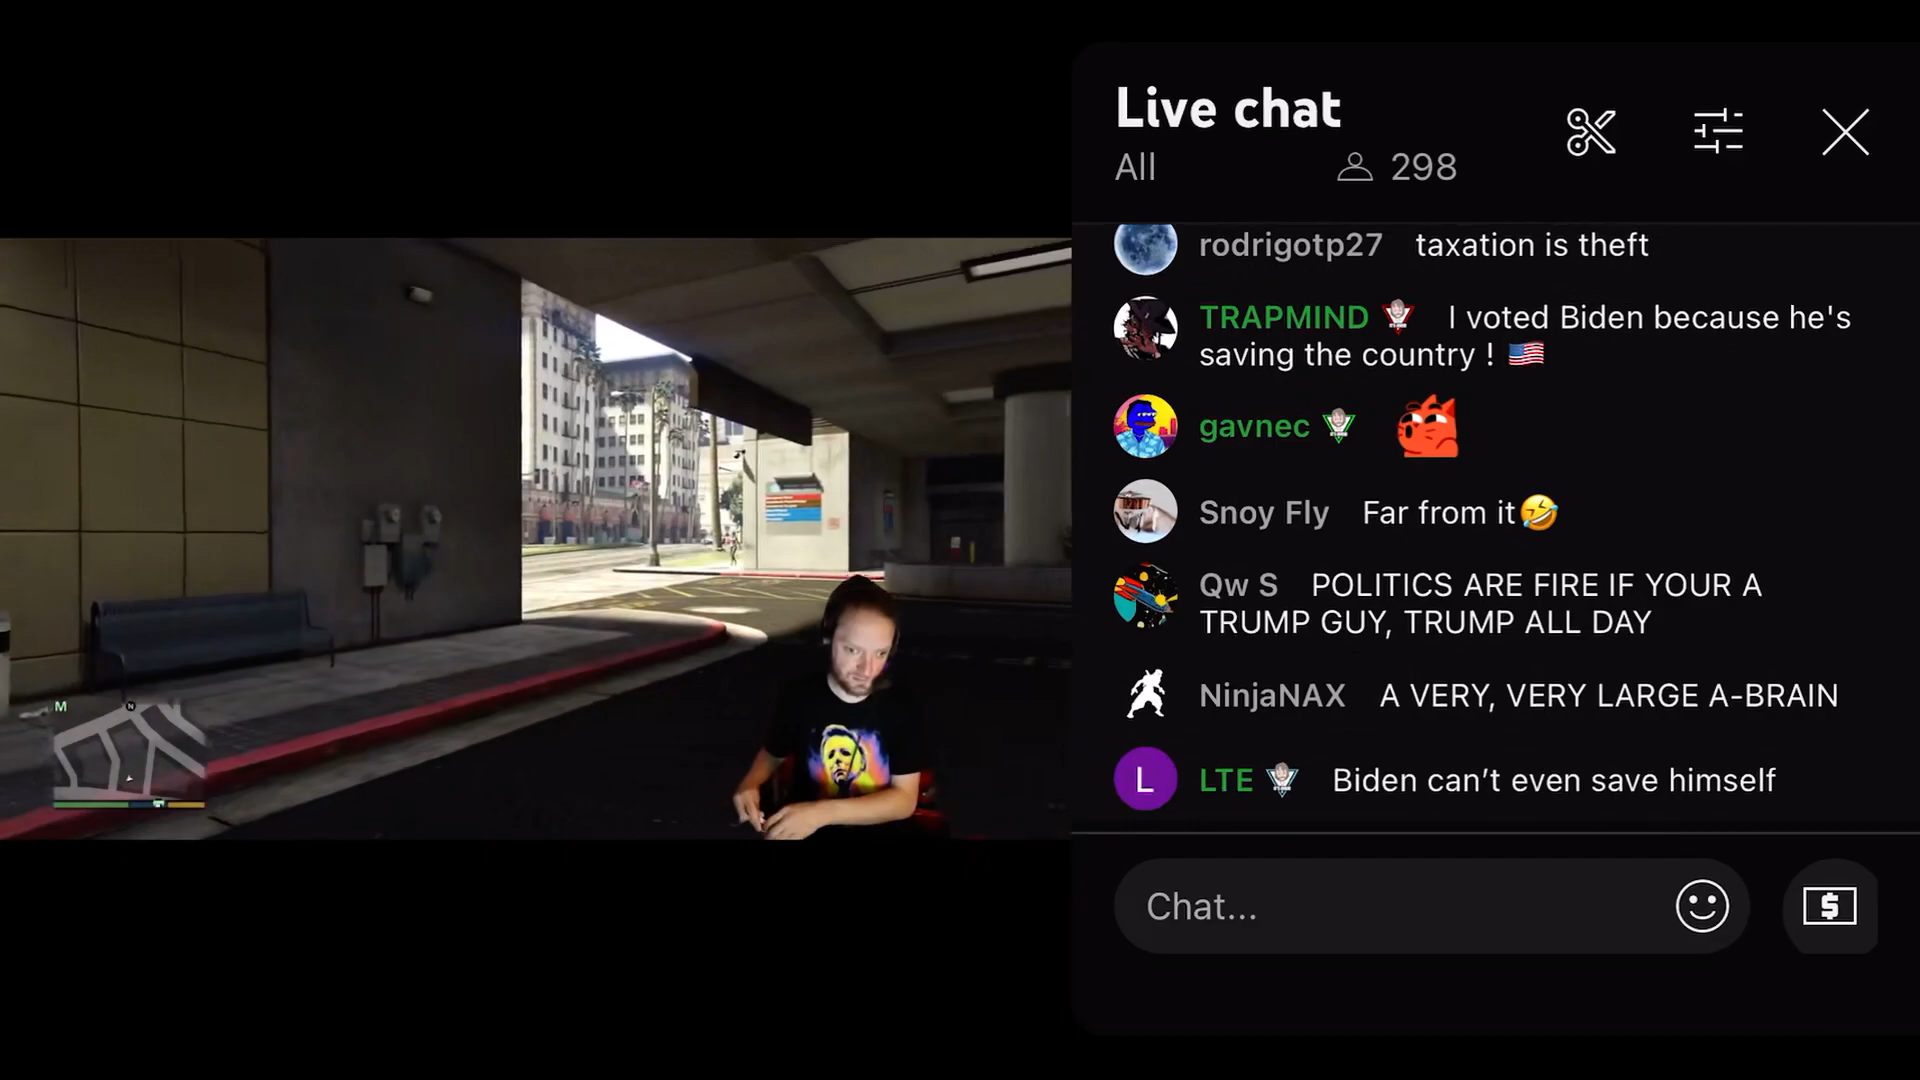 Live chat
All 298
rodrigotp27 taxation is theft
TRAPMIND I voted Biden because he's
saving the country !
gavnec
Snoy Fly Far from it
Qw S POLITICS ARE FIRE IF YOUR A
TRUMP GUY, TRUMP ALL DAY
NinjaNAX A VERY, VERY LARGE A-BRAIN
L LTE Biden can’t even save himself
Chat...
$
M
N